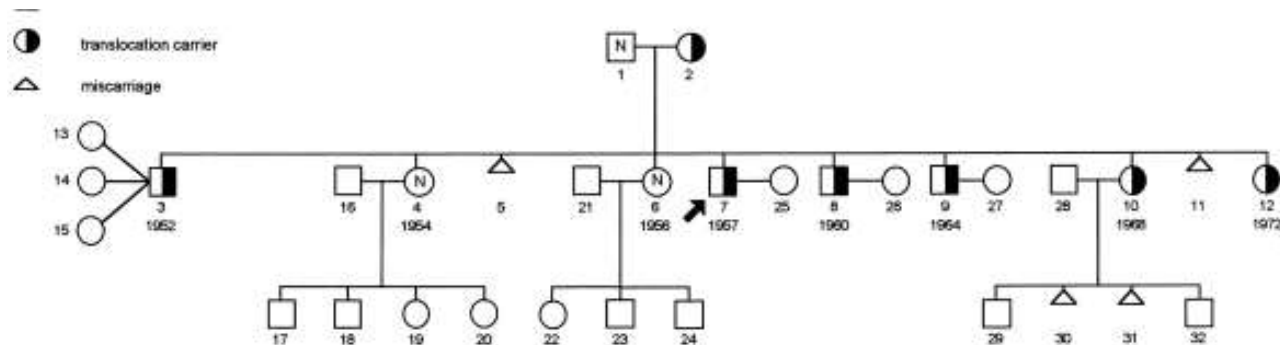 translocation carrier
miscarriage
N
1 2
13
14
15
N N
3 16 4 5 21 6 7 25 8 26 9 27 28 10 11 12
1952 1954 1956 1957 1960 1964 1968 1972
17 18 19 20 22 23 24 29 30 31 32